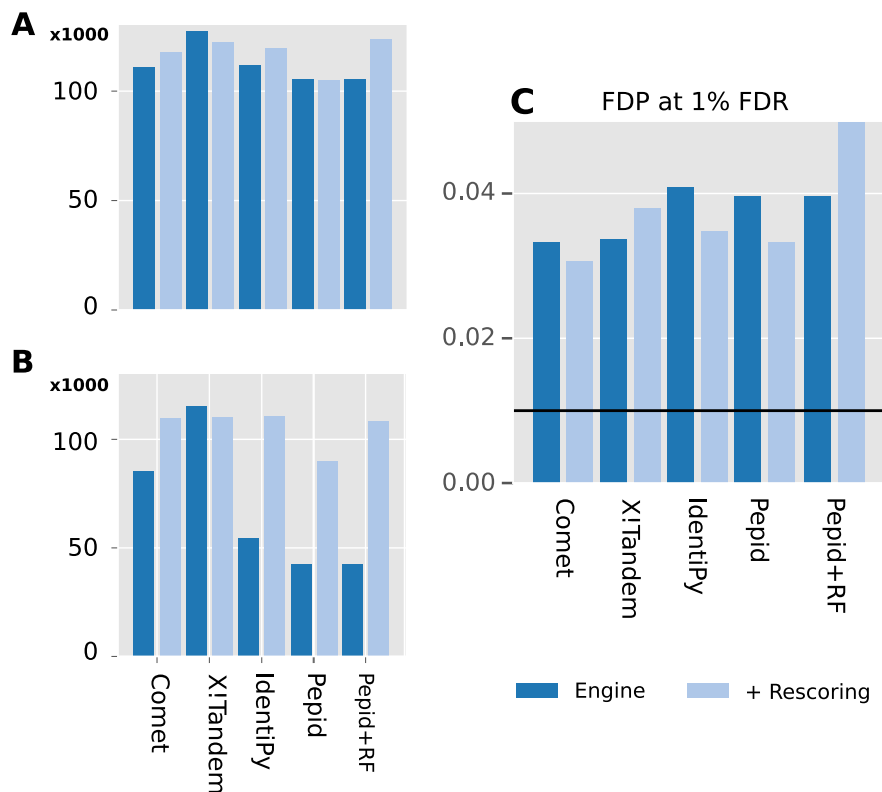 A
x1000
100
50
0
B
x1000
100
50
0
Comet
X!Tandem
IdentiPy
Pepid
Pepid+RF
C
FDP at 1% FDR
0.04
0.02
0.00
Comet
X!Tandem
IdentiPy
Pepid
Pepid+RF
Engine
+ Rescoring